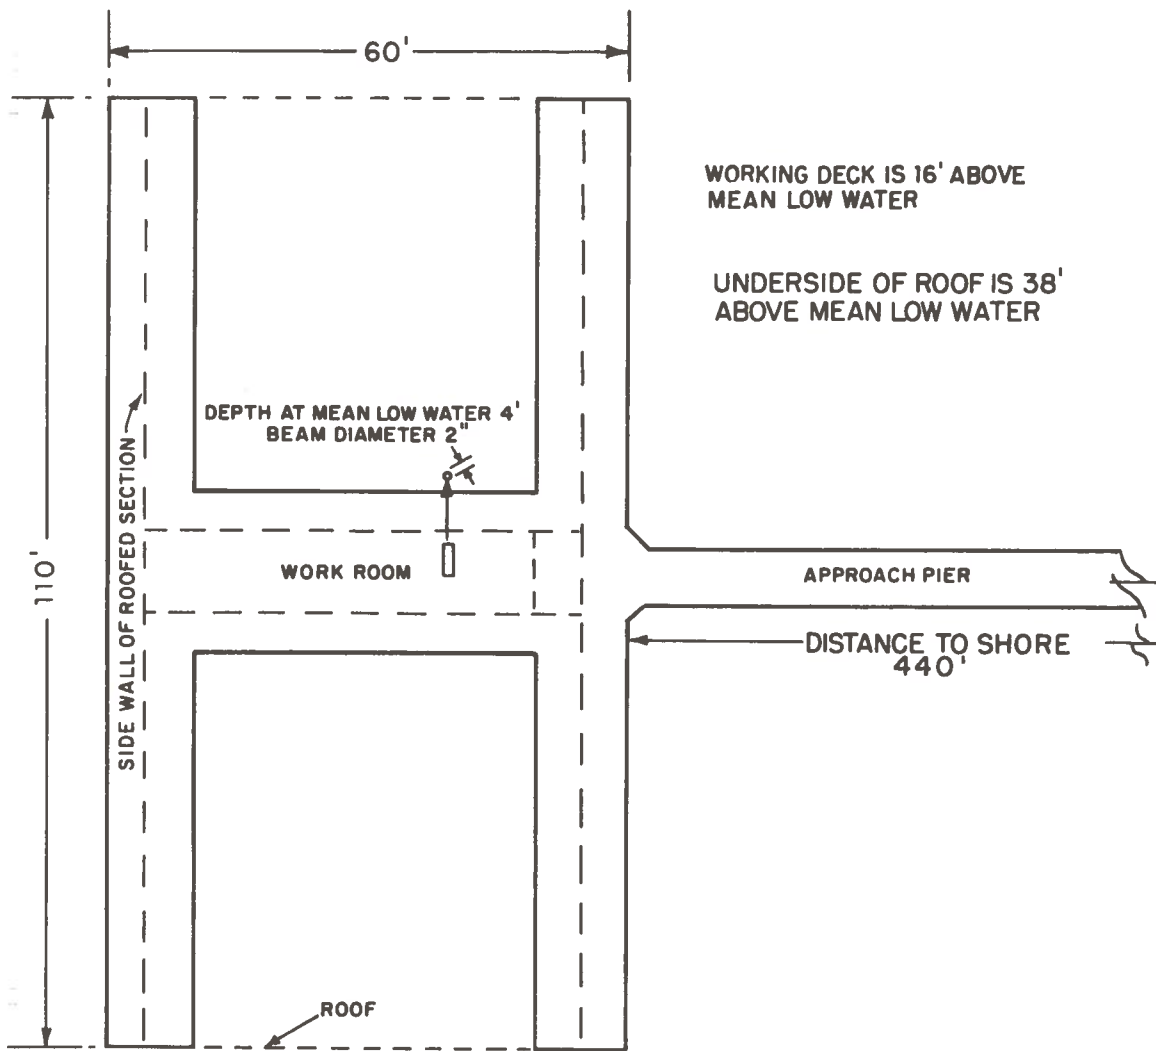 60'
WORKING DECK IS 16' ABOVE
MEAN LOW WATER
UNDERSIDE OF ROOF IS 38'
ABOVE MEAN LOW WATER
DEPTH AT MEAN LOW WATER 4'
BEAM DIAMETER 2"
SIDE WALL OF ROOFED SECTION
110'
WORK ROOM
APPROACH PIER
DISTANCE TO SHORE
440'
ROOF